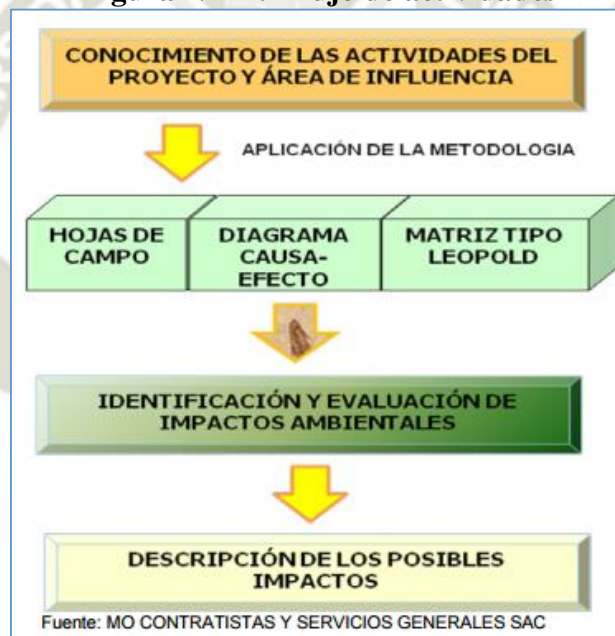 CONOCIMIENTO DE LAS ACTIVIDADES DEL
PROYECTO Y ÁREA DE INFLUENCIA
APLICACIÓN DE LA METODOLOGIA
HOJAS DE
CAMPO
DIAGRAMA
CAUSA-
EFECTO
MATRIZ TIPO
LEOPOLD
IDENTIFICACIÓN Y EVALUACIÓN DE
IMPACTOS AMBIENTALES
DESCRIPCIÓN DE LOS POSIBLES
IMPACTOS
Fuente: MO CONTRATISTAS Y SERVICIOS GENERALES SAC